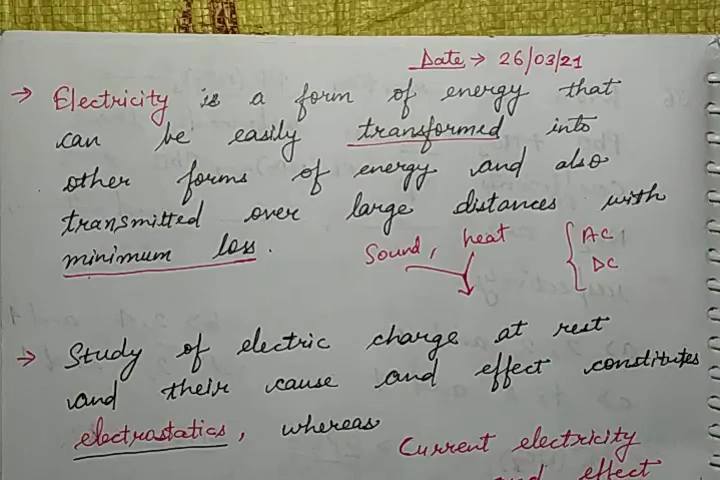 Date → 26/03/21
→ Electricity is a form of energy that
can be easily transformed into
other forms of energy and also
transmitted over large distances with
minimum loss.
Sound, heat
{ AC
DC
→ Study of electric charge at rest
and their cause and effect constitutes
electrostatics, whereas
Current electricity
and effect